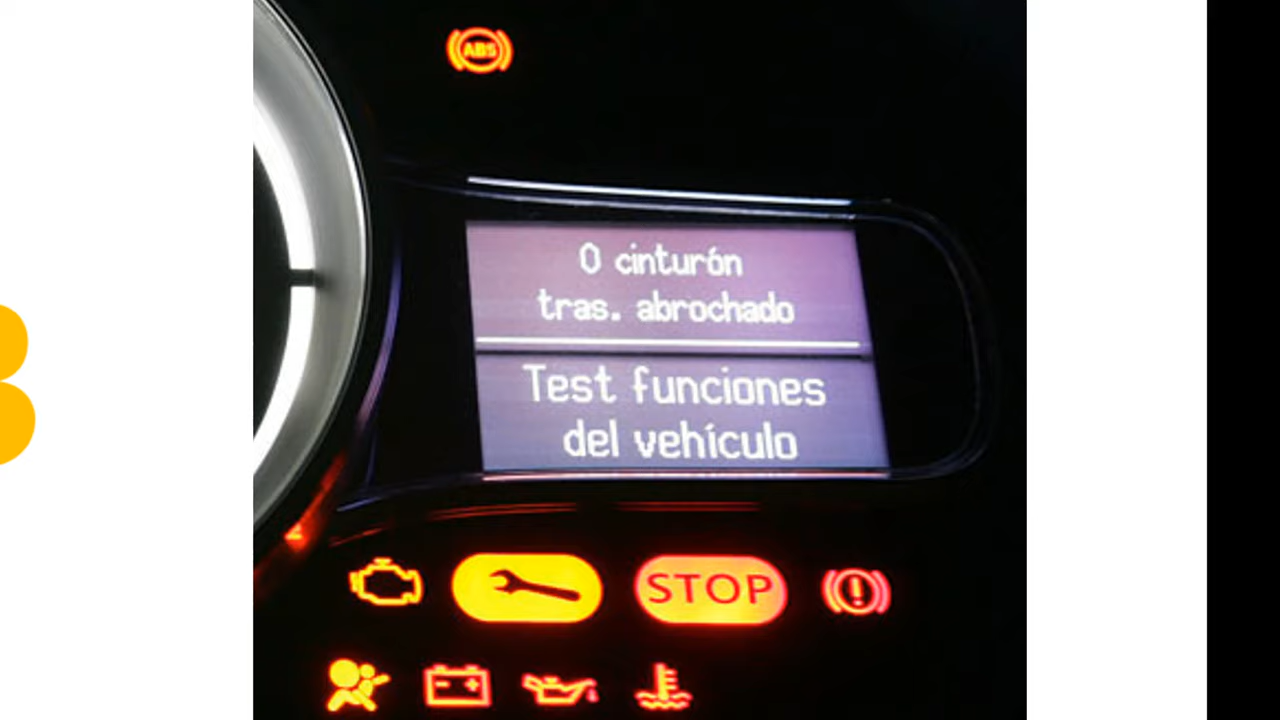 ABS
0 cinturón
tras. abrochado
Test funciones
del vehículo
STOP